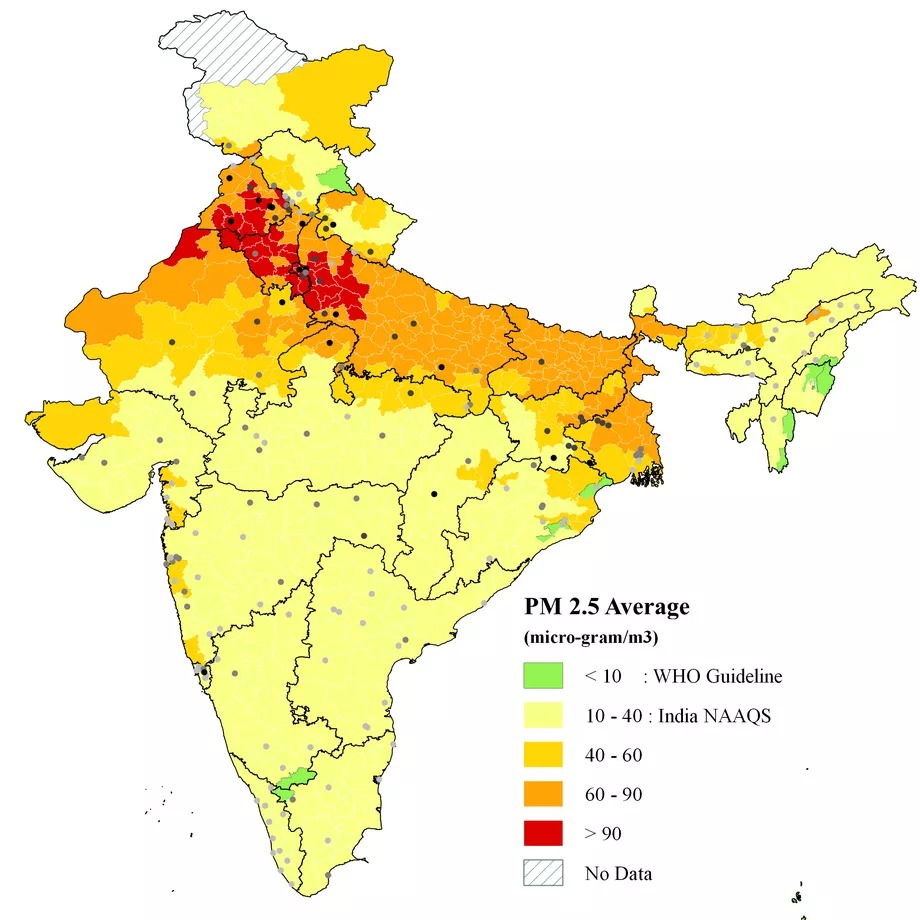 PM 2.5 Average
(micro-gram/m3)
< 10 : WHO Guideline
10 - 40 : India NAAQS
40 - 60
60 - 90
> 90
No Data